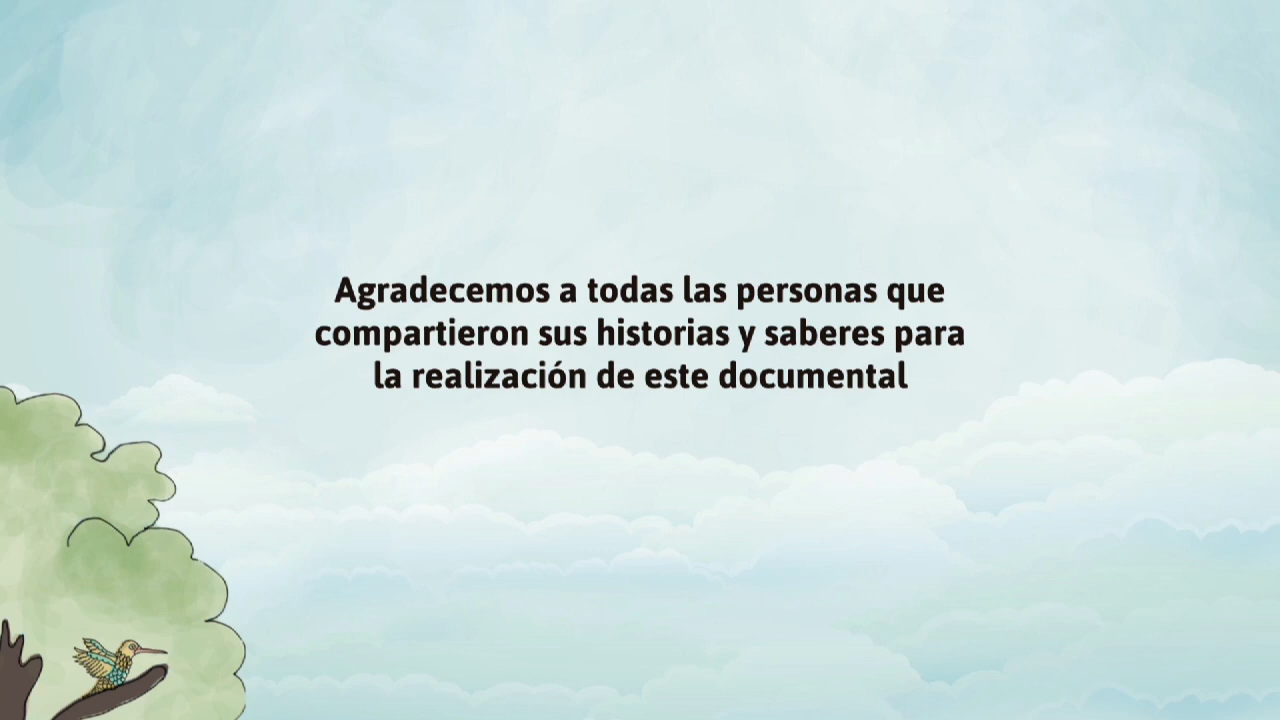 Agradecemos a todas las personas que
compartieron sus historias y saberes para
la realización de este documental